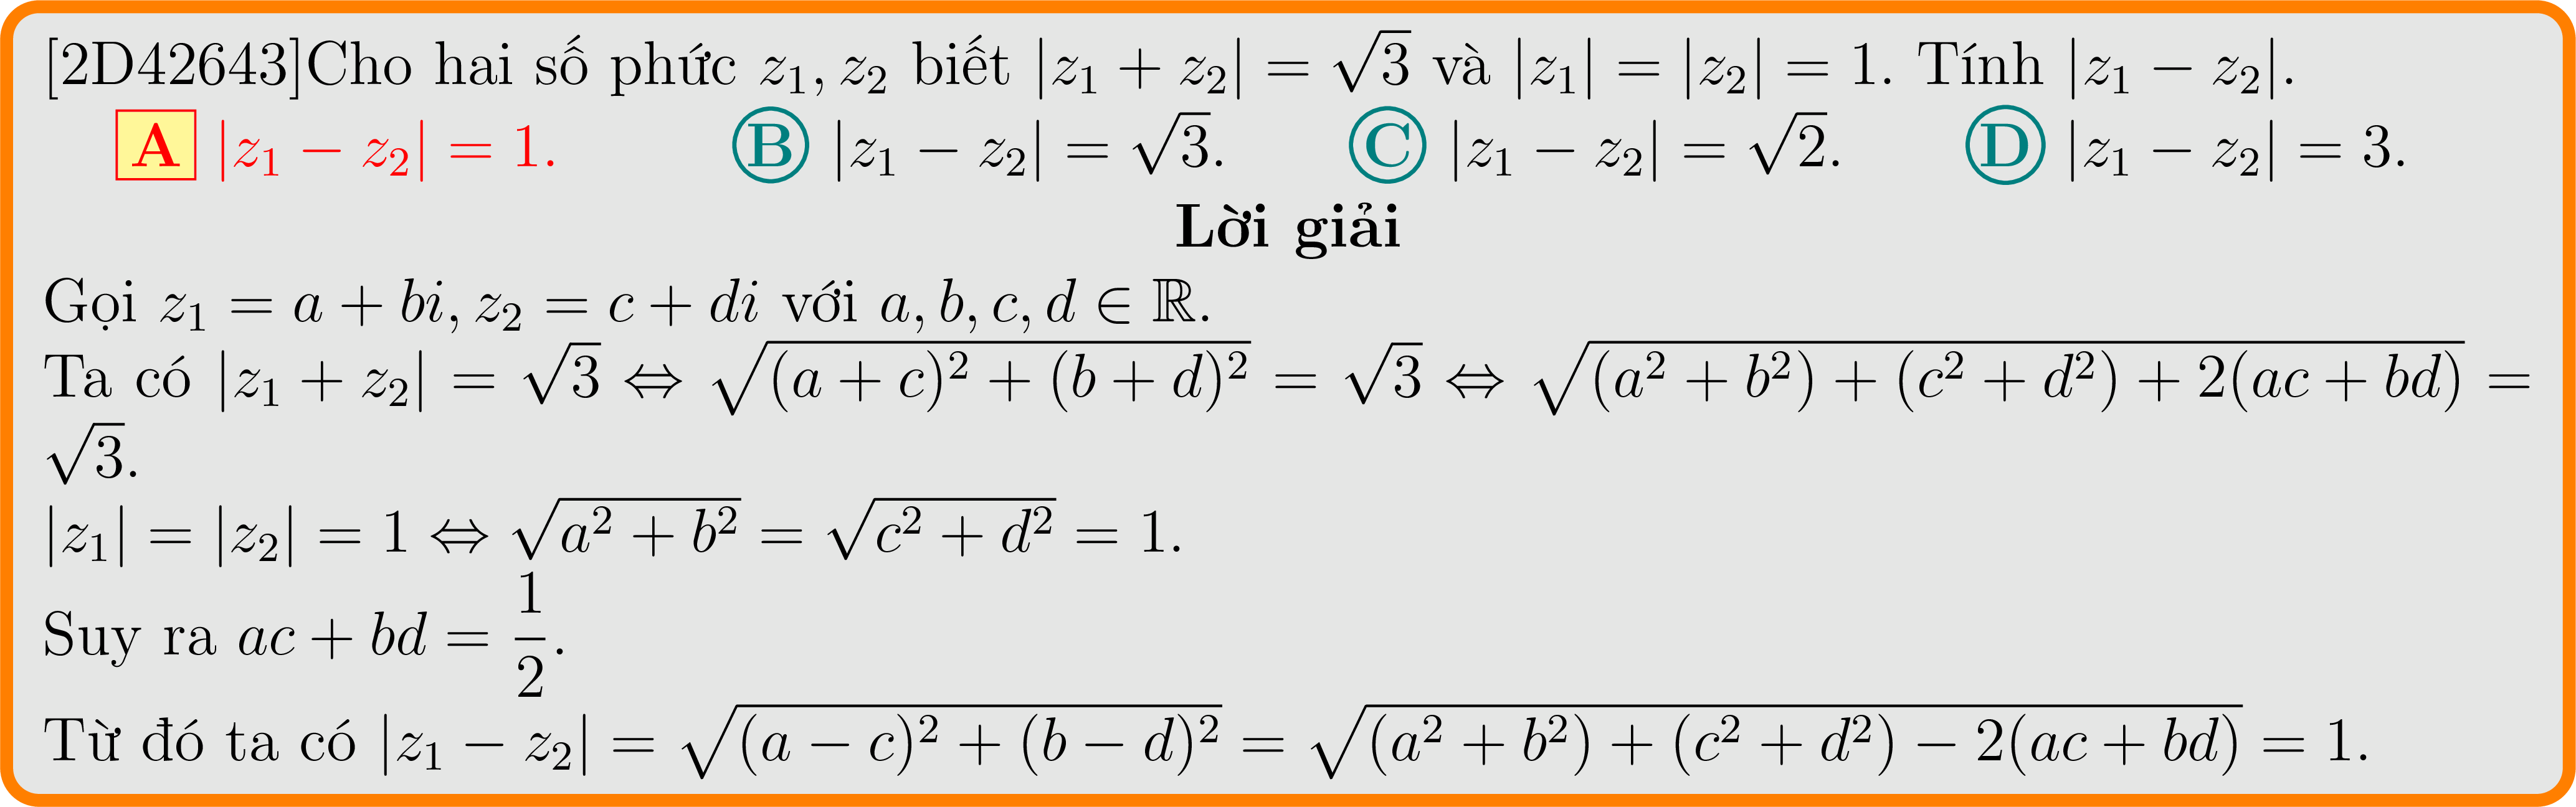 [2D42643]Cho hai số phức $z_1, z_2$ biết $|z_1 + z_2| = \sqrt{3}$ và $|z_1| = |z_2| = 1$. Tính $|z_1 - z_2|$.
A $|z_1 - z_2| = 1$. B $|z_1 - z_2| = \sqrt{3}$. C $|z_1 - z_2| = \sqrt{2}$. D $|z_1 - z_2| = 3$.
Lời giải
Gọi $z_1 = a + bi, z_2 = c + di$ với $a, b, c, d \in \mathbb{R}$.
Ta có $|z_1 + z_2| = \sqrt{3} \Leftrightarrow \sqrt{(a + c)^2 + (b + d)^2} = \sqrt{3} \Leftrightarrow \sqrt{(a^2 + b^2) + (c^2 + d^2) + 2(ac + bd)} =$
$\sqrt{3}$.
$|z_1| = |z_2| = 1 \Leftrightarrow \sqrt{a^2 + b^2} = \sqrt{c^2 + d^2} = 1$.
Suy ra $ac + bd = \dfrac{1}{2}$.
Từ đó ta có $|z_1 - z_2| = \sqrt{(a - c)^2 + (b - d)^2} = \sqrt{(a^2 + b^2) + (c^2 + d^2) - 2(ac + bd)} = 1$.